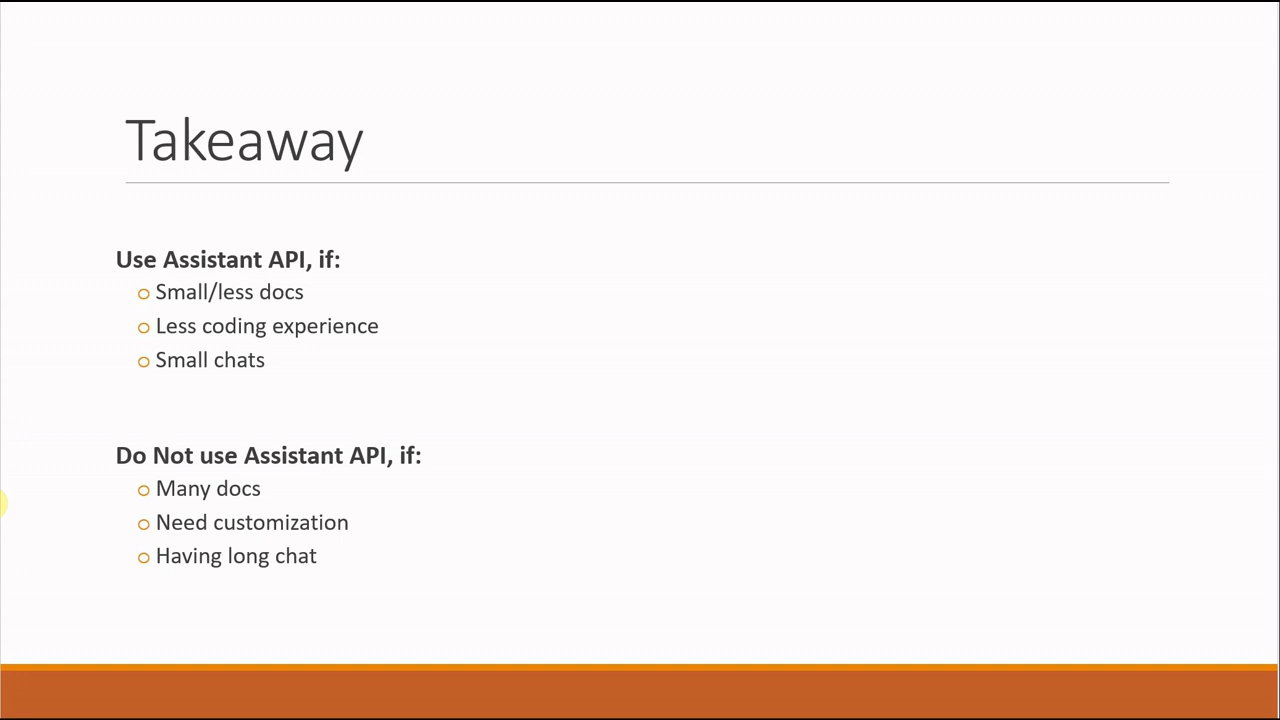 Takeaway
Use Assistant API, if:
Small/less docs
Less coding experience
Small chats
Do Not use Assistant API, if:
Many docs
Need customization
Having long chat